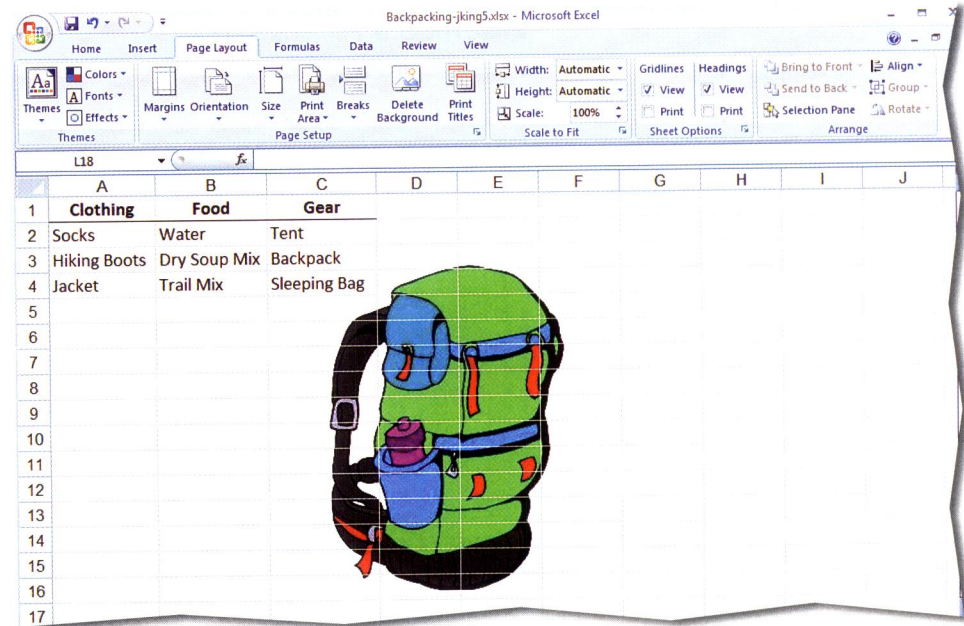 Backpacking-jking5.xlsx - Microsoft Excel
Home Insert Page Layout Formulas Data Review View
Aa Colors Width: Automatic Gridlines Headings Bring to Front Align
A Fonts Height: Automatic View View Send to Back Group
Themes Effects Margins Orientation Size Print Area Breaks Delete Background Print Titles Scale: 100% Print Print Selection Pane Rotate
Themes Page Setup Scale to Fit Sheet Options Arrange
L18 fx
A B C D E F G H I J
1 Clothing Food Gear
2 Socks Water Tent
3 Hiking Boots Dry Soup Mix Backpack
4 Jacket Trail Mix Sleeping Bag
5
6
7
8
9
10
11
12
13
14
15
16
17